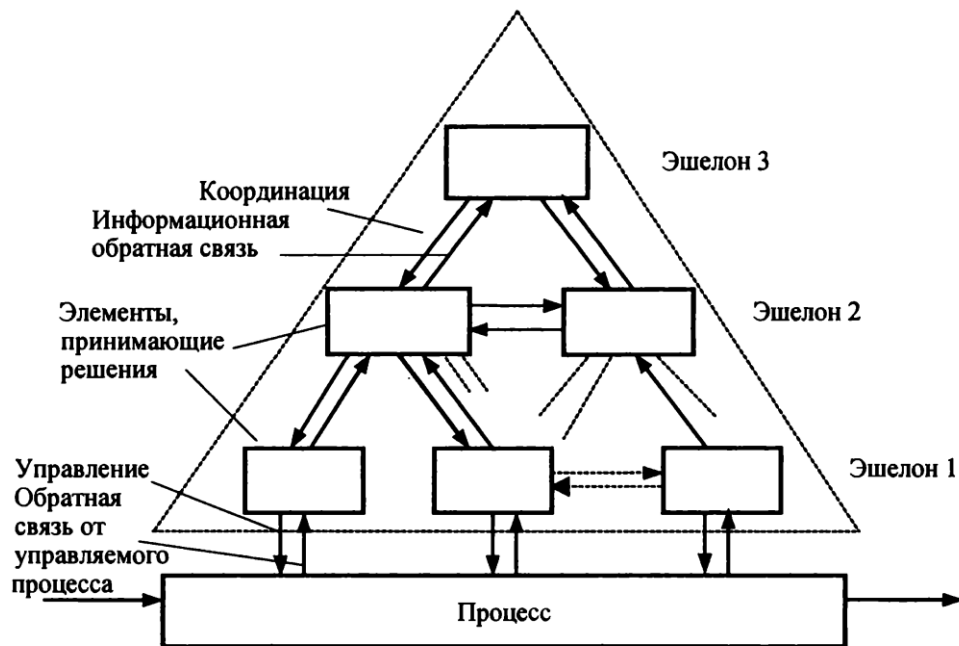 Эшелон 3
Координация
Информационная
обратная связь
Элементы,
принимающие
решения
Эшелон 2
Управление
Обратная
связь от
управляемого
процесса
Эшелон 1
Процесс